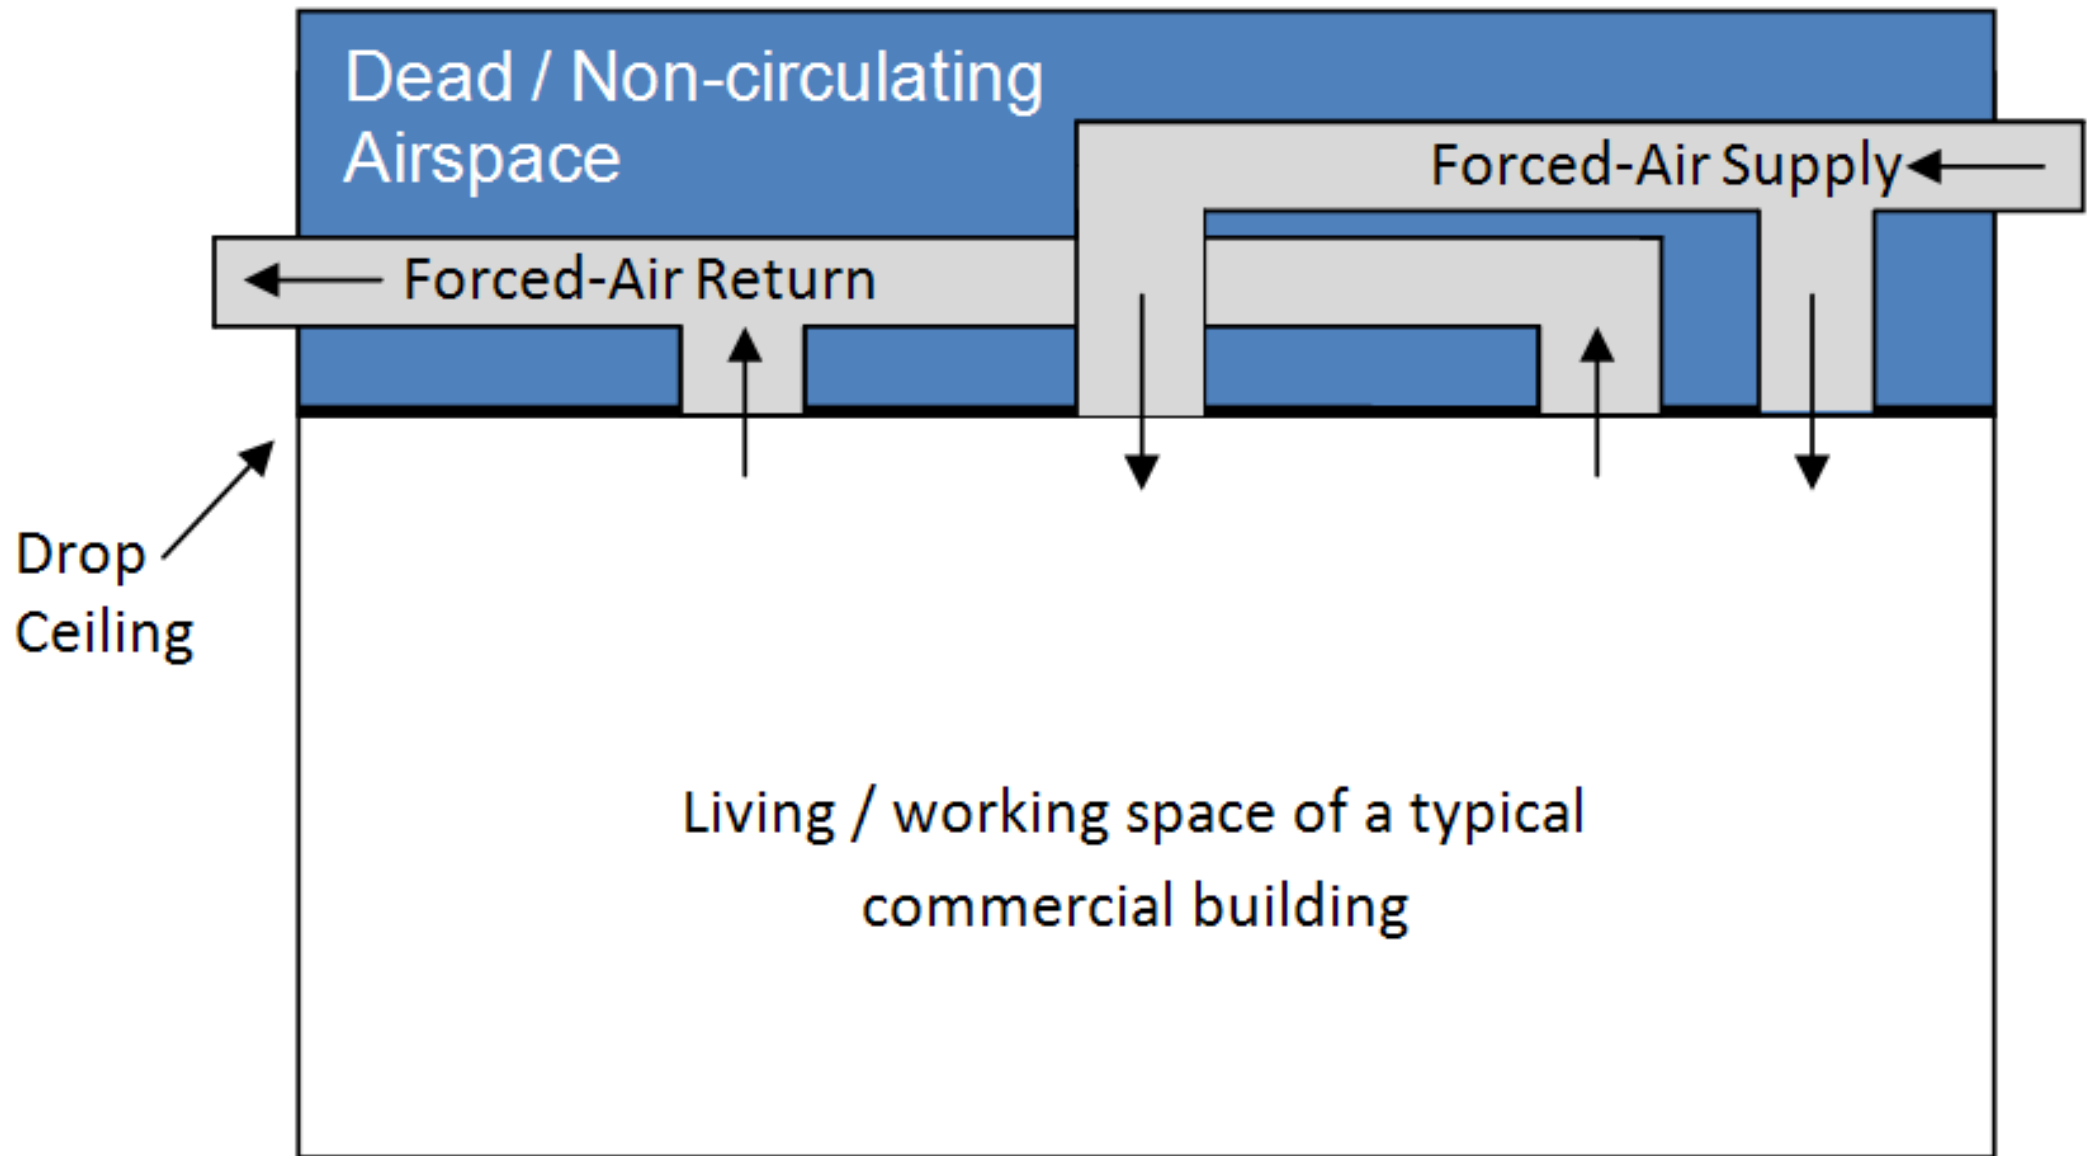 Dead / Non-circulating
Airspace
Forced-Air Supply
Forced-Air Return
Drop
Ceiling
Living / working space of a typical
commercial building